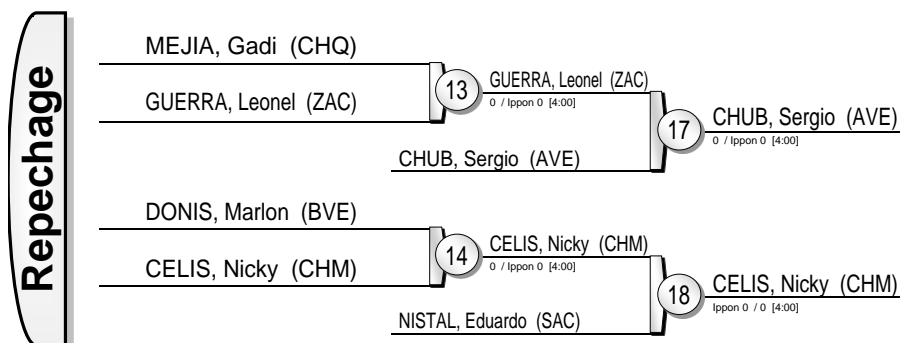 Repechage
MEJIA, Gadi (CHQ)
GUERRA, Leonel (ZAC)
13
GUERRA, Leonel (ZAC)
0 / Ippon 0 [4:00]
CHUB, Sergio (AVE)
17
CHUB, Sergio (AVE)
0 / Ippon 0 [4:00]
DONIS, Marlon (BVE)
CELIS, Nicky (CHM)
14
CELIS, Nicky (CHM)
0 / Ippon 0 [4:00]
NISTAL, Eduardo (SAC)
18
CELIS, Nicky (CHM)
Ippon 0 / 0 [4:00]